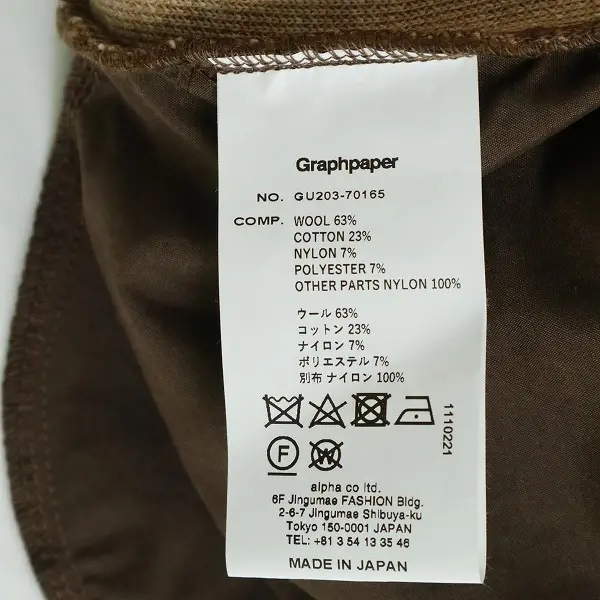 Graphpaper
NO. GU203-70165
COMP. WOOL 63%
COTTON 23%
NYLON 7%
POLYESTER 7%
OTHER PARTS NYLON 100%
ウール 63%
コットン 23%
ナイロン 7%
ポリエステル 7%
別布 ナイロン 100%
1110221
F W
alpha co ltd.
6F Jingumae FASHION Bldg.
2-6-7 Jingumae Shibuya-ku
Tokyo 150-0001 JAPAN
TEL: +81 3 54 13 35 46
MADE IN JAPAN